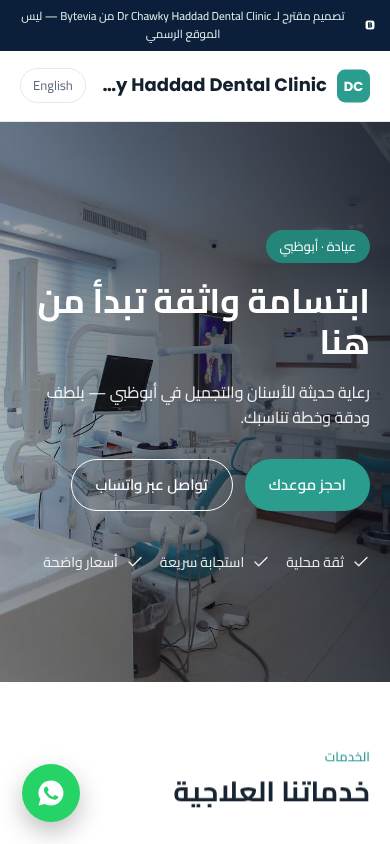 تصميم مقترح لـ Dr Chawky Haddad Dental Clinic من Bytevia — ليس
الموقع الرسمي
B
DC
...y Haddad Dental Clinic
English
عيادة · أبوظبي
ابتسامة واثقة تبدأ من
هنا
رعاية حديثة للأسنان والتجميل في أبوظبي — بلطف
ودقة وخطة تناسبك.
احجز موعدك
تواصل عبر واتساب
ثقة محلية
استجابة سريعة
أسعار واضحة
الخدمات
خدماتنا العلاجية